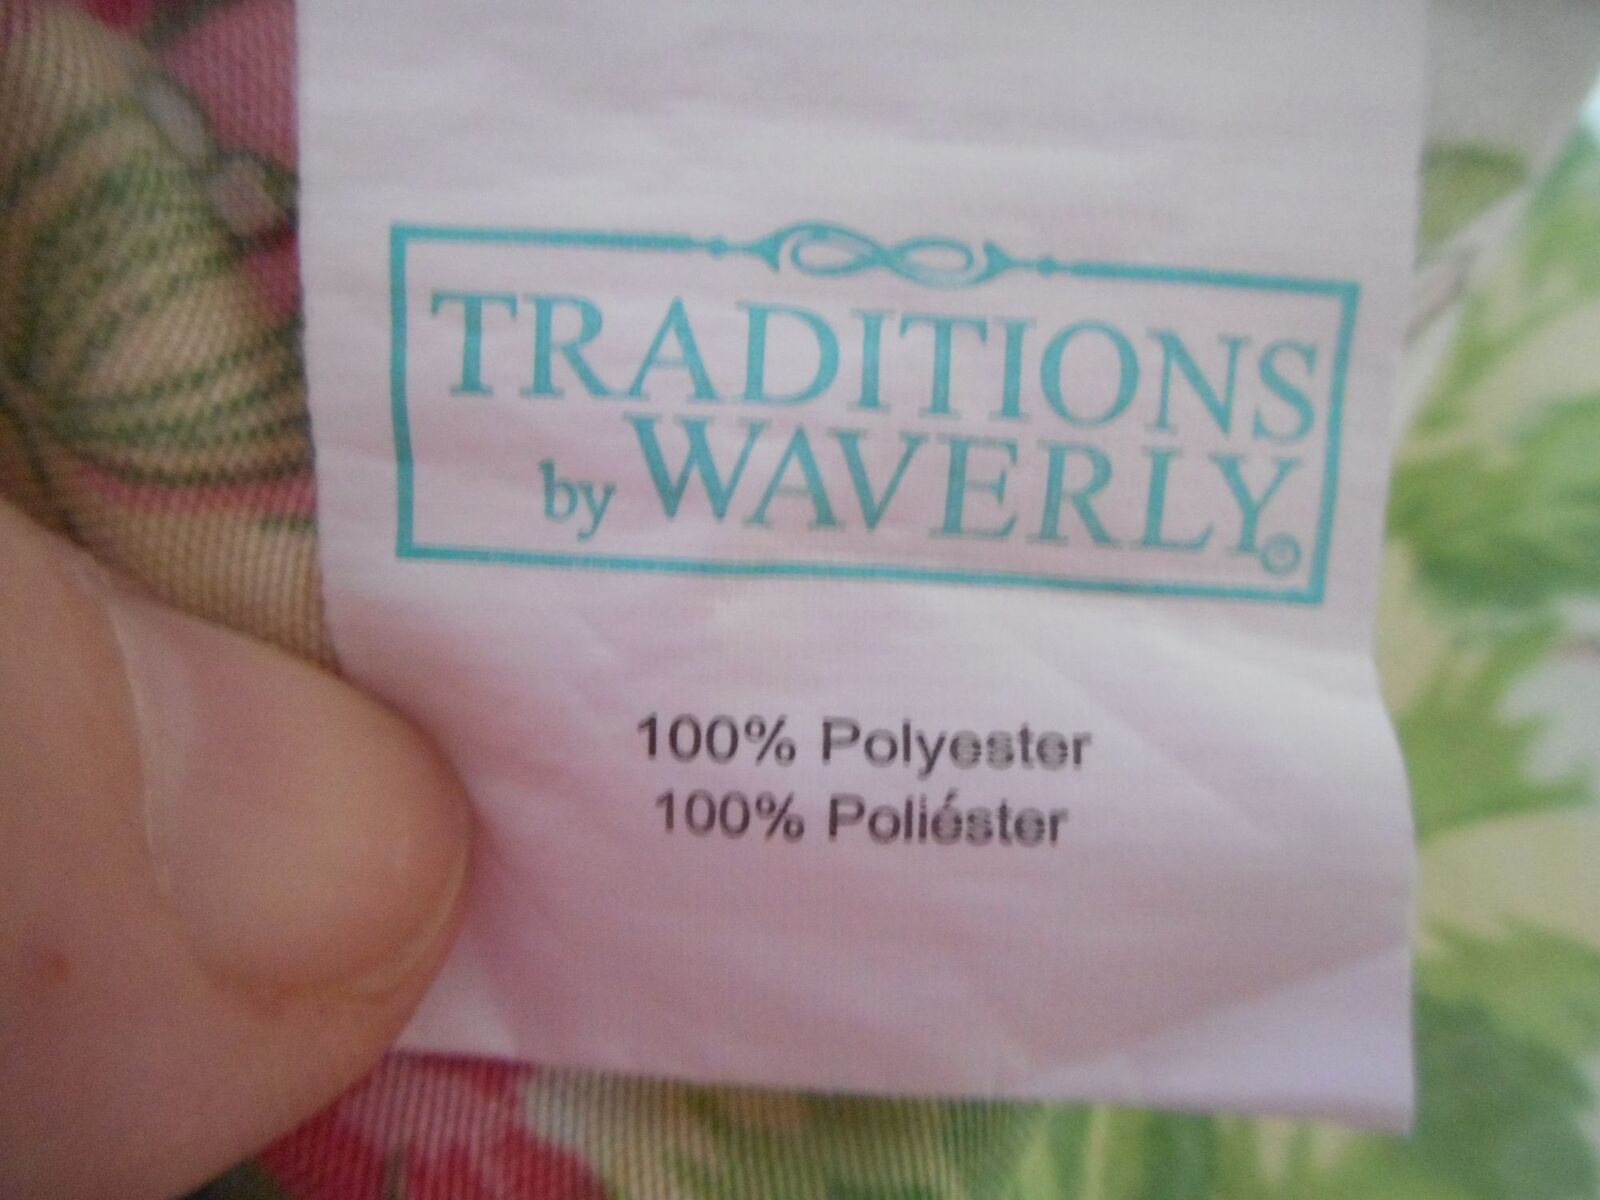 TRADITIONS
by WAVERLY®
100% Polyester
100% Poliéster